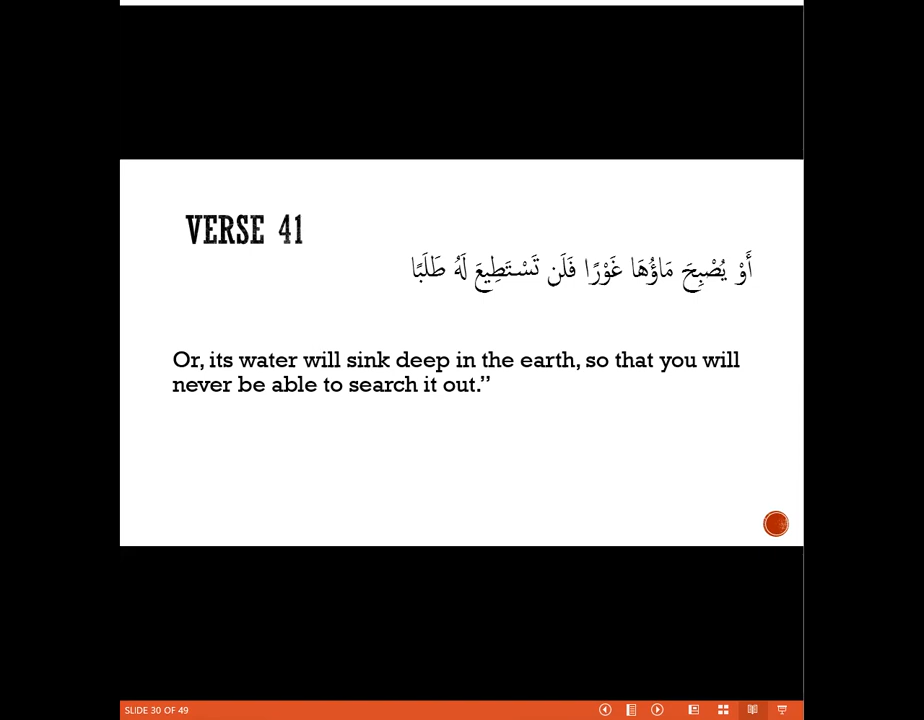 VERSE 41
أَوْ يُصْبِحَ مَاؤُهَا غَوْرًا فَلَن تَسْتَطِيعَ لَهُ طَلَبًا
Or, its water will sink deep in the earth, so that you will
never be able to search it out.”
SLIDE 30 OF 49